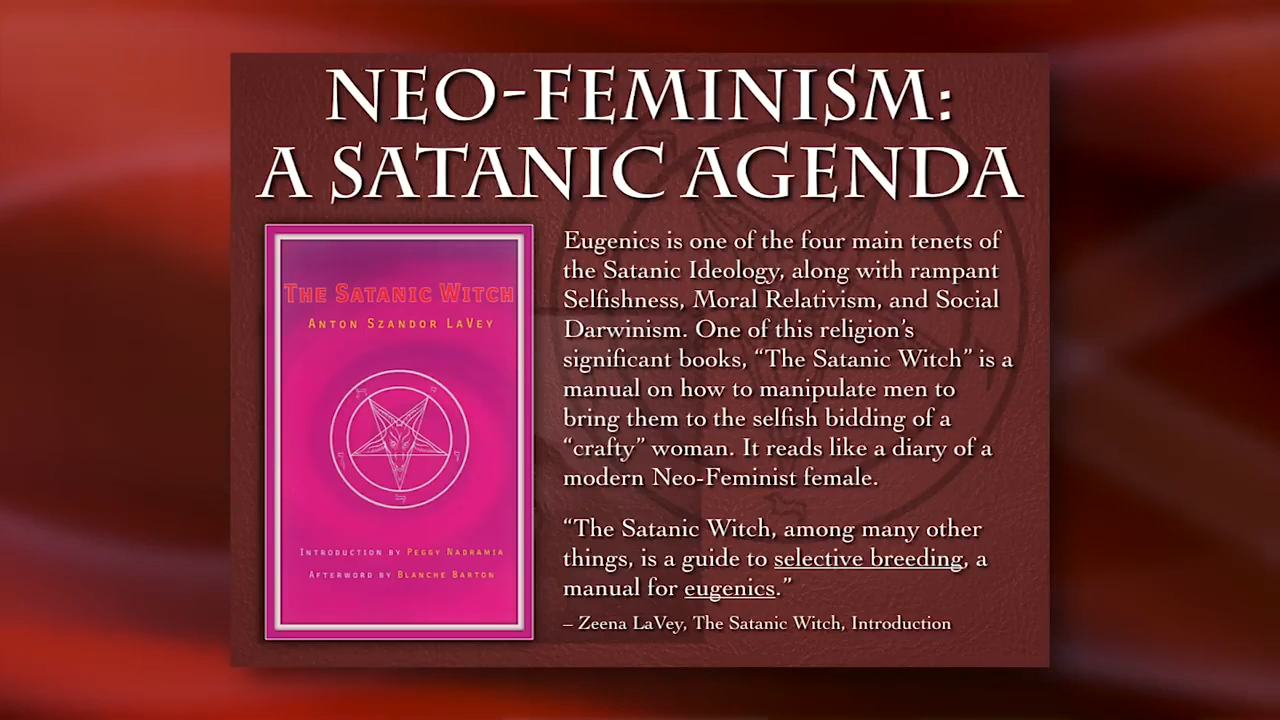 NEO-FEMINISM:
A SATANIC AGENDA
THE SATANIC WITCH
ANTON SZANDOR LAVEY
INTRODUCTION BY PEGGY NADRAMIA
AFTERWORD BY BLANCHE BARTON
Eugenics is one of the four main tenets of
the Satanic Ideology, along with rampant
Selfishness, Moral Relativism, and Social
Darwinism. One of this religion’s
significant books, “The Satanic Witch” is a
manual on how to manipulate men to
bring them to the selfish bidding of a
“crafty” woman. It reads like a diary of a
modern Neo-Feminist female.
“The Satanic Witch, among many other
things, is a guide to selective breeding, a
manual for eugenics.”
– Zeena LaVey, The Satanic Witch, Introduction